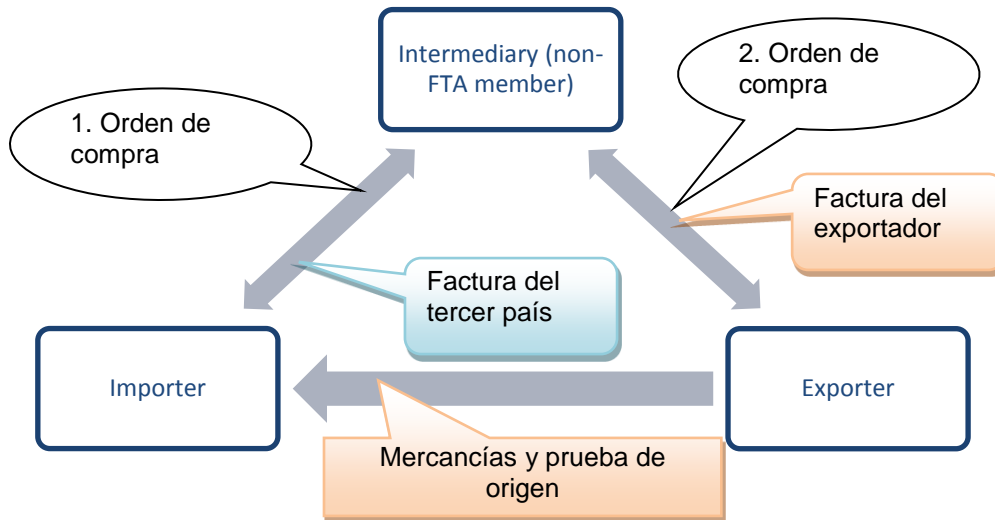 Intermediary (non-
FTA member)
1. Orden de
compra
2. Orden de
compra
Factura del
exportador
Factura del
tercer país
Importer
Exporter
Mercancías y prueba de
origen